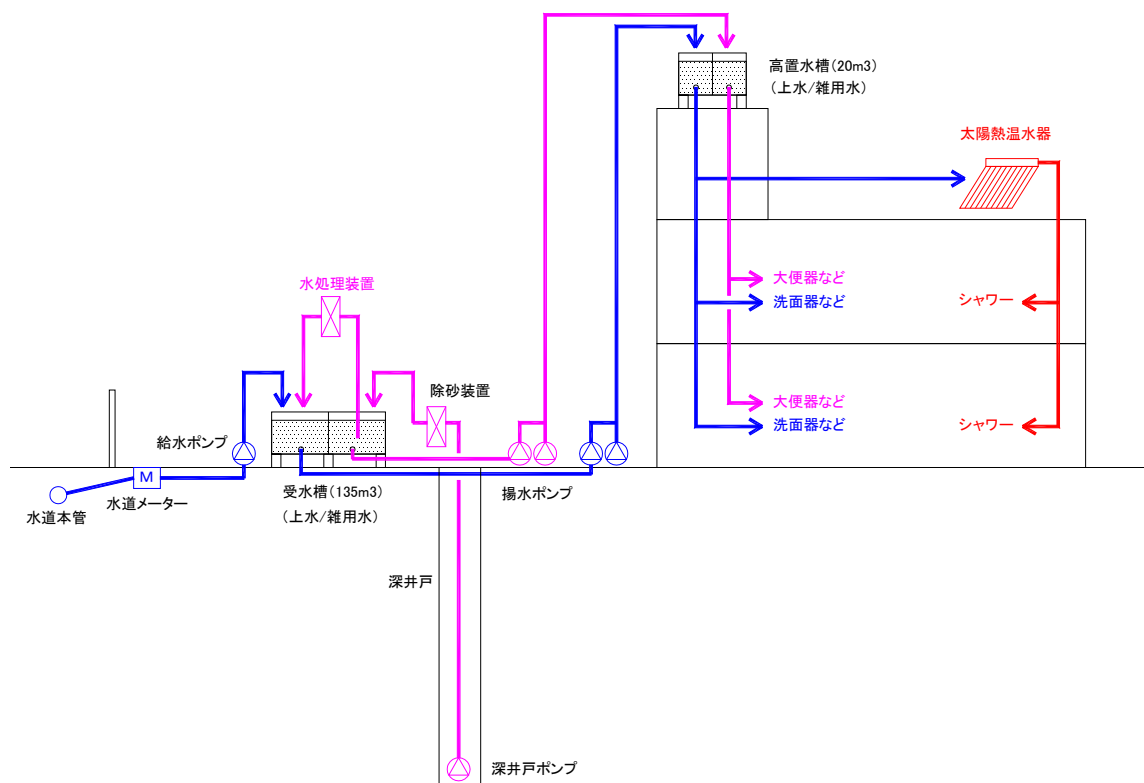 高置水槽(20m3)
(上水/雑用水)
太陽熱温水器
大便器など
洗面器など
シャワー
水処理装置
除砂装置
大便器など
洗面器など
シャワー
給水ポンプ
M
水道メーター
水道本管
受水槽(135m3)
(上水/雑用水)
揚水ポンプ
深井戸
深井戸ポンプ